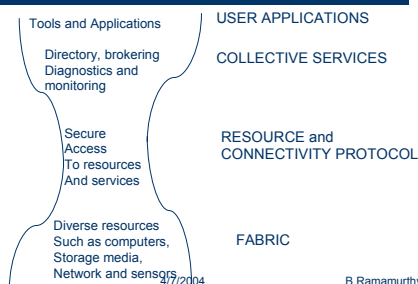 Tools and Applications
USER APPLICATIONS
Directory, brokering
Diagnostics and
monitoring
COLLECTIVE SERVICES
Secure
Access
To resources
And services
RESOURCE and
CONNECTIVITY PROTOCOL
Diverse resources
Such as computers,
Storage media,
Network and sensors
FABRIC
4/7/2004
B Ramamurthy